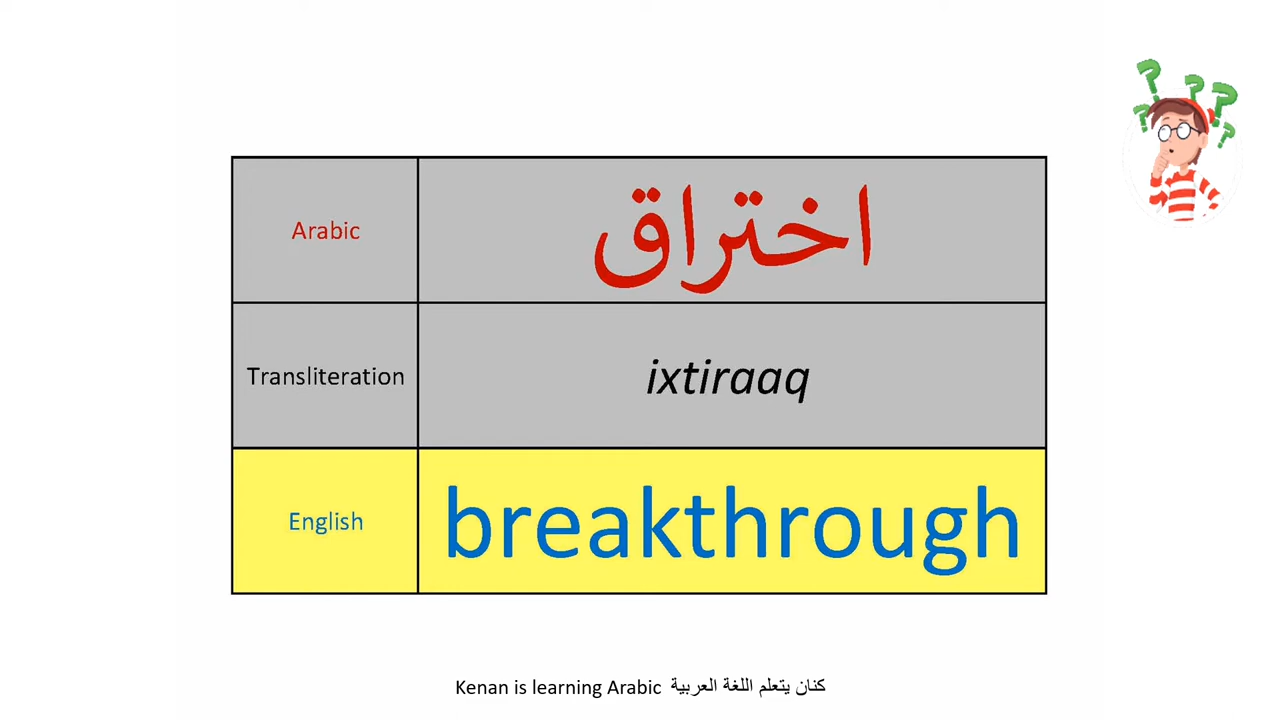 Arabic اختراق
Transliteration ixtiraaq
English breakthrough
Kenan is learning Arabic كنان يتعلم اللغة العربية